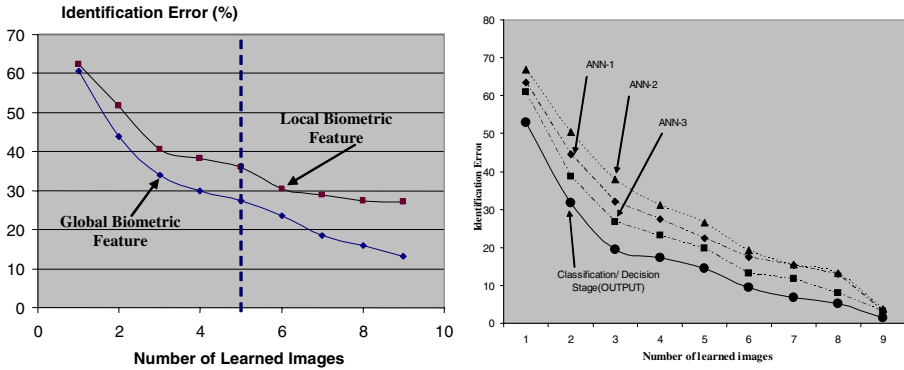 Identification Error (%)
70
60
50
40
30
20
10
0
Local Biometric
Feature
Global Biometric
Feature
0 2 4 6 8 10
Number of Learned Images
80
70
60
50
40
30
20
10
0
Identification Error
ANN-1
ANN-2
ANN-3
Classification/ Decision
Stage(OUTPUT)
1 2 3 4 5 6 7 8 9
Number of learned images